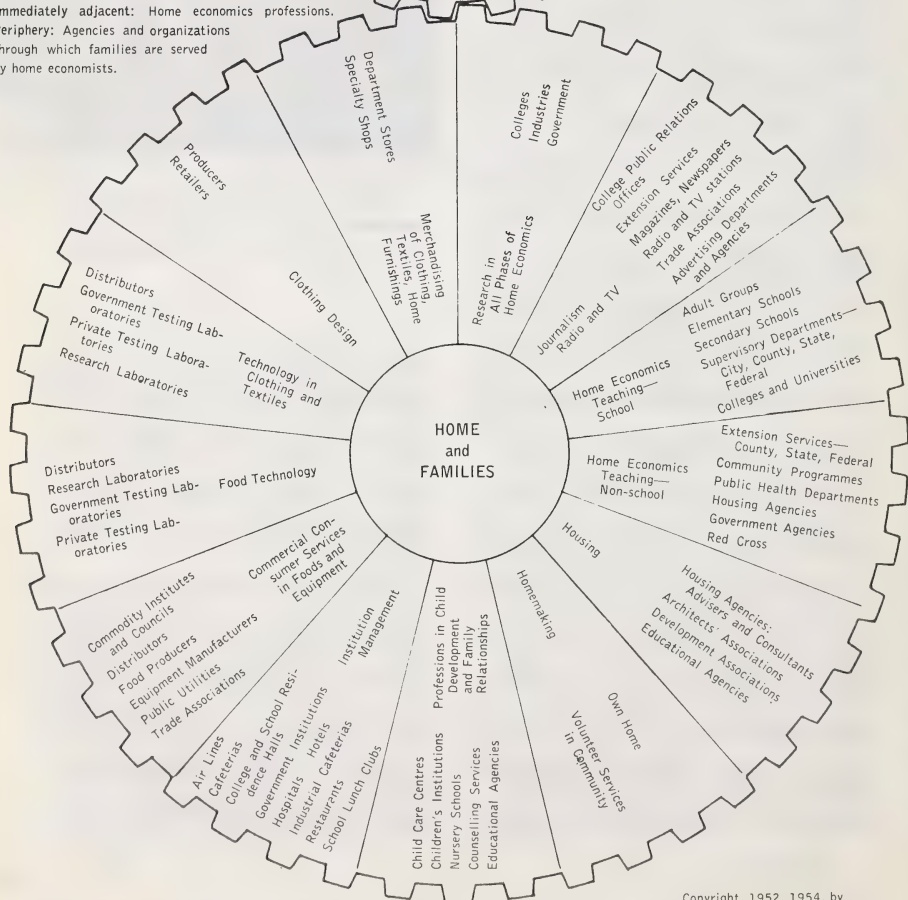 mmediately adjacent: Home economics professions.
eriphery: Agencies and organizations
hrough which families are served
y home economists.
HOME
and
FAMILIES
Research in
All Phases of
Home Economics
Colleges
Industries
Government
Journalism
Radio and TV
College Public Relations
Offices
Extension Services
Magazines, Newspapers
Radio and TV stations
Trade Associations
Advertising Departments
and Agencies
Home Economics
Teaching—
School
Adult Groups
Elementary Schools
Secondary Schools
Supervisory Departments—
City, County, State,
Federal
Colleges and Universities
Home Economics
Teaching—
Non-school
Extension Services—
County, State, Federal
Community Programmes
Public Health Departments
Housing Agencies
Government Agencies
Red Cross
Housing
Housing Agencies:
Advisers and Consultants
Architects' Associations
Development Associations
Educational Agencies
Homemaking
Own Home
Volunteer Services
in Community
Professions in Child
Development
and Family
Relationships
Child Care Centres
Children's Institutions
Nursery Schools
Counselling Services
Educational Agencies
Institution
Management
Air Lines
Cafeterias
College and School Resi-
dence Halls
Government Institutions
Hospitals Hotels
Industrial Cafeterias
Restaurants
School Lunch Clubs
Commercial Con-
sumer Services
in Foods and
Equipment
Commodity Institutes
and Councils
Distributors
Food Producers
Equipment Manufacturers
Public Utilities
Trade Associations
Food Technology
Distributors
Research Laboratories
Government Testing Lab-
oratories
Private Testing Lab-
oratories
Technology in
Clothing and
Textiles
Distributors
Government Testing Lab-
oratories
Private Testing Labora-
tories
Research Laboratories
Clothing Design
Producers
Retailers
Merchandising
of Clothing,
Textiles, Home
Furnishings
Department Stores
Specialty Shops
Copyright 1952, 1954 by